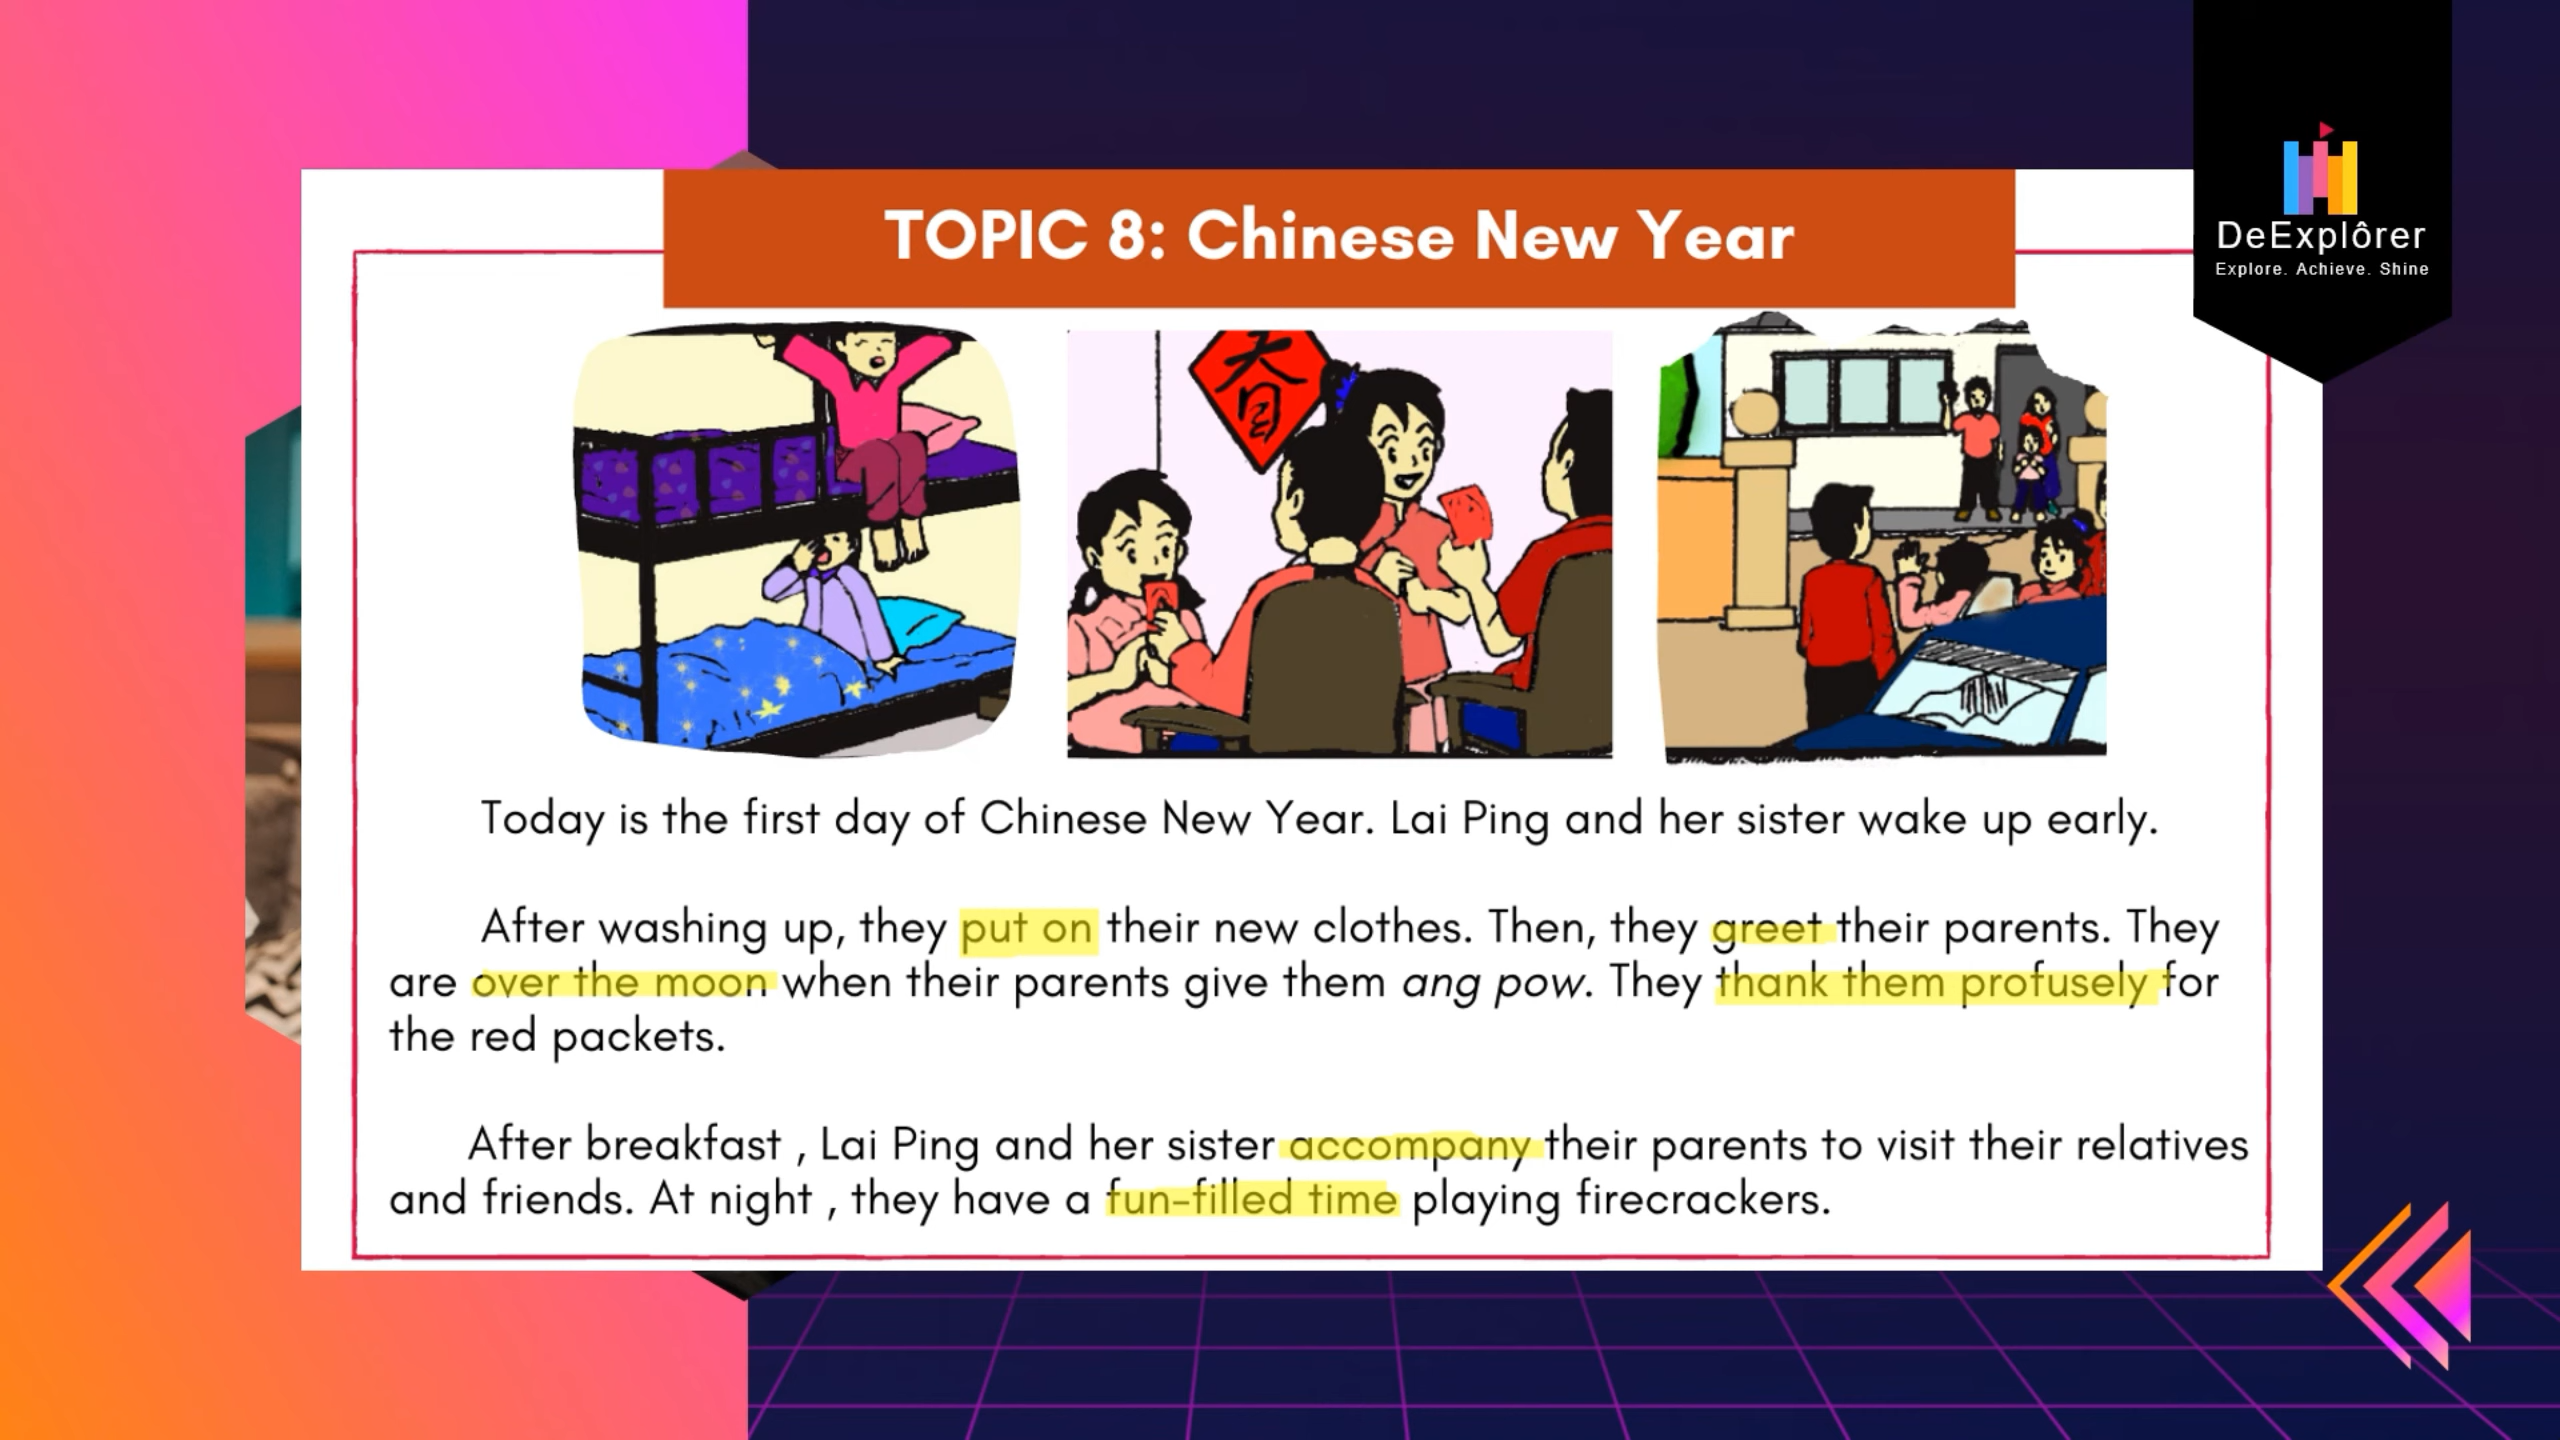 TOPIC 8: Chinese New Year
DeExplôrer
Explore. Achieve. Shine
春
Today is the first day of Chinese New Year. Lai Ping and her sister wake up early.
After washing up, they put on their new clothes. Then, they greet their parents. They
are over the moon when their parents give them ang pow. They thank them profusely for
the red packets.
After breakfast , Lai Ping and her sister accompany their parents to visit their relatives
and friends. At night , they have a fun-filled time playing firecrackers.